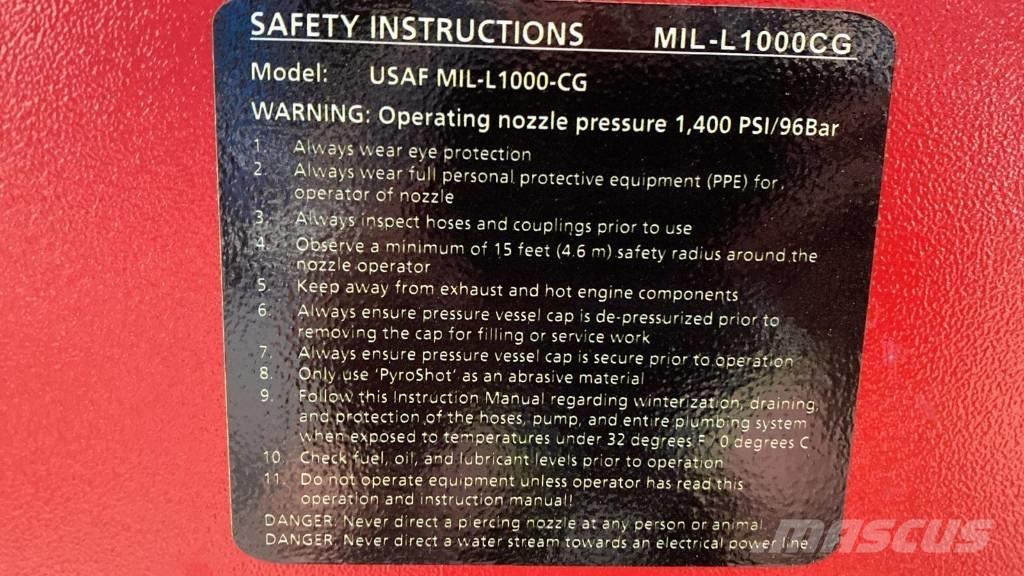 SAFETY INSTRUCTIONS MIL-L1000CG
Model: USAF MIL-L1000-CG
WARNING: Operating nozzle pressure 1,400 PSI/96Bar
1. Always wear eye protection
2. Always wear full personal protective equipment (PPE) for
operator of nozzle
3. Always inspect hoses and couplings prior to use
4. Observe a minimum of 15 feet (4.6 m) safety radius around the
nozzle operator
5. Keep away from exhaust and hot engine components
6. Always ensure pressure vessel cap is de-pressurized prior to
removing the cap for filling or service work
7. Always ensure pressure vessel cap is secure prior to operation
8. Only use 'PyroShot' as an abrasive material
9. Follow this Instruction Manual regarding winterization, draining,
and protection of the hoses, pump, and entire plumbing system
when exposed to temperatures under 32 degrees F / 0 degrees C
10. Check fuel, oil, and lubricant levels prior to operation
11. Do not operate equipment unless operator has read this
operation and instruction manual!
DANGER: Never direct a piercing nozzle at any person or animal.
DANGER: Never direct a water stream towards an electrical power line.
mascus